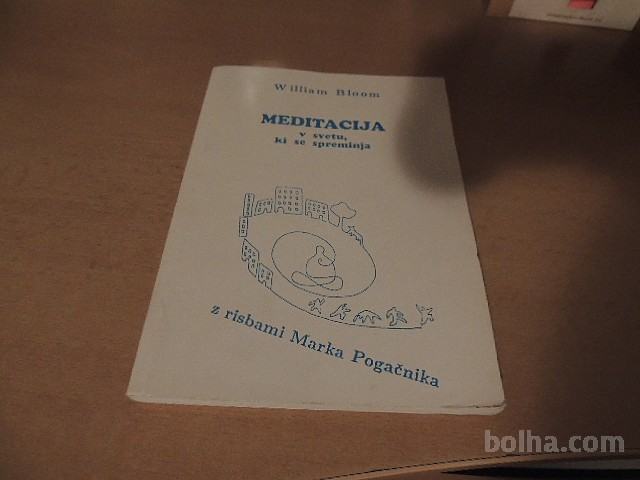 William Bloom
MEDITACIJA
v svetu,
ki se spreminja
z risbami Marka Pogačnika
bolha.com